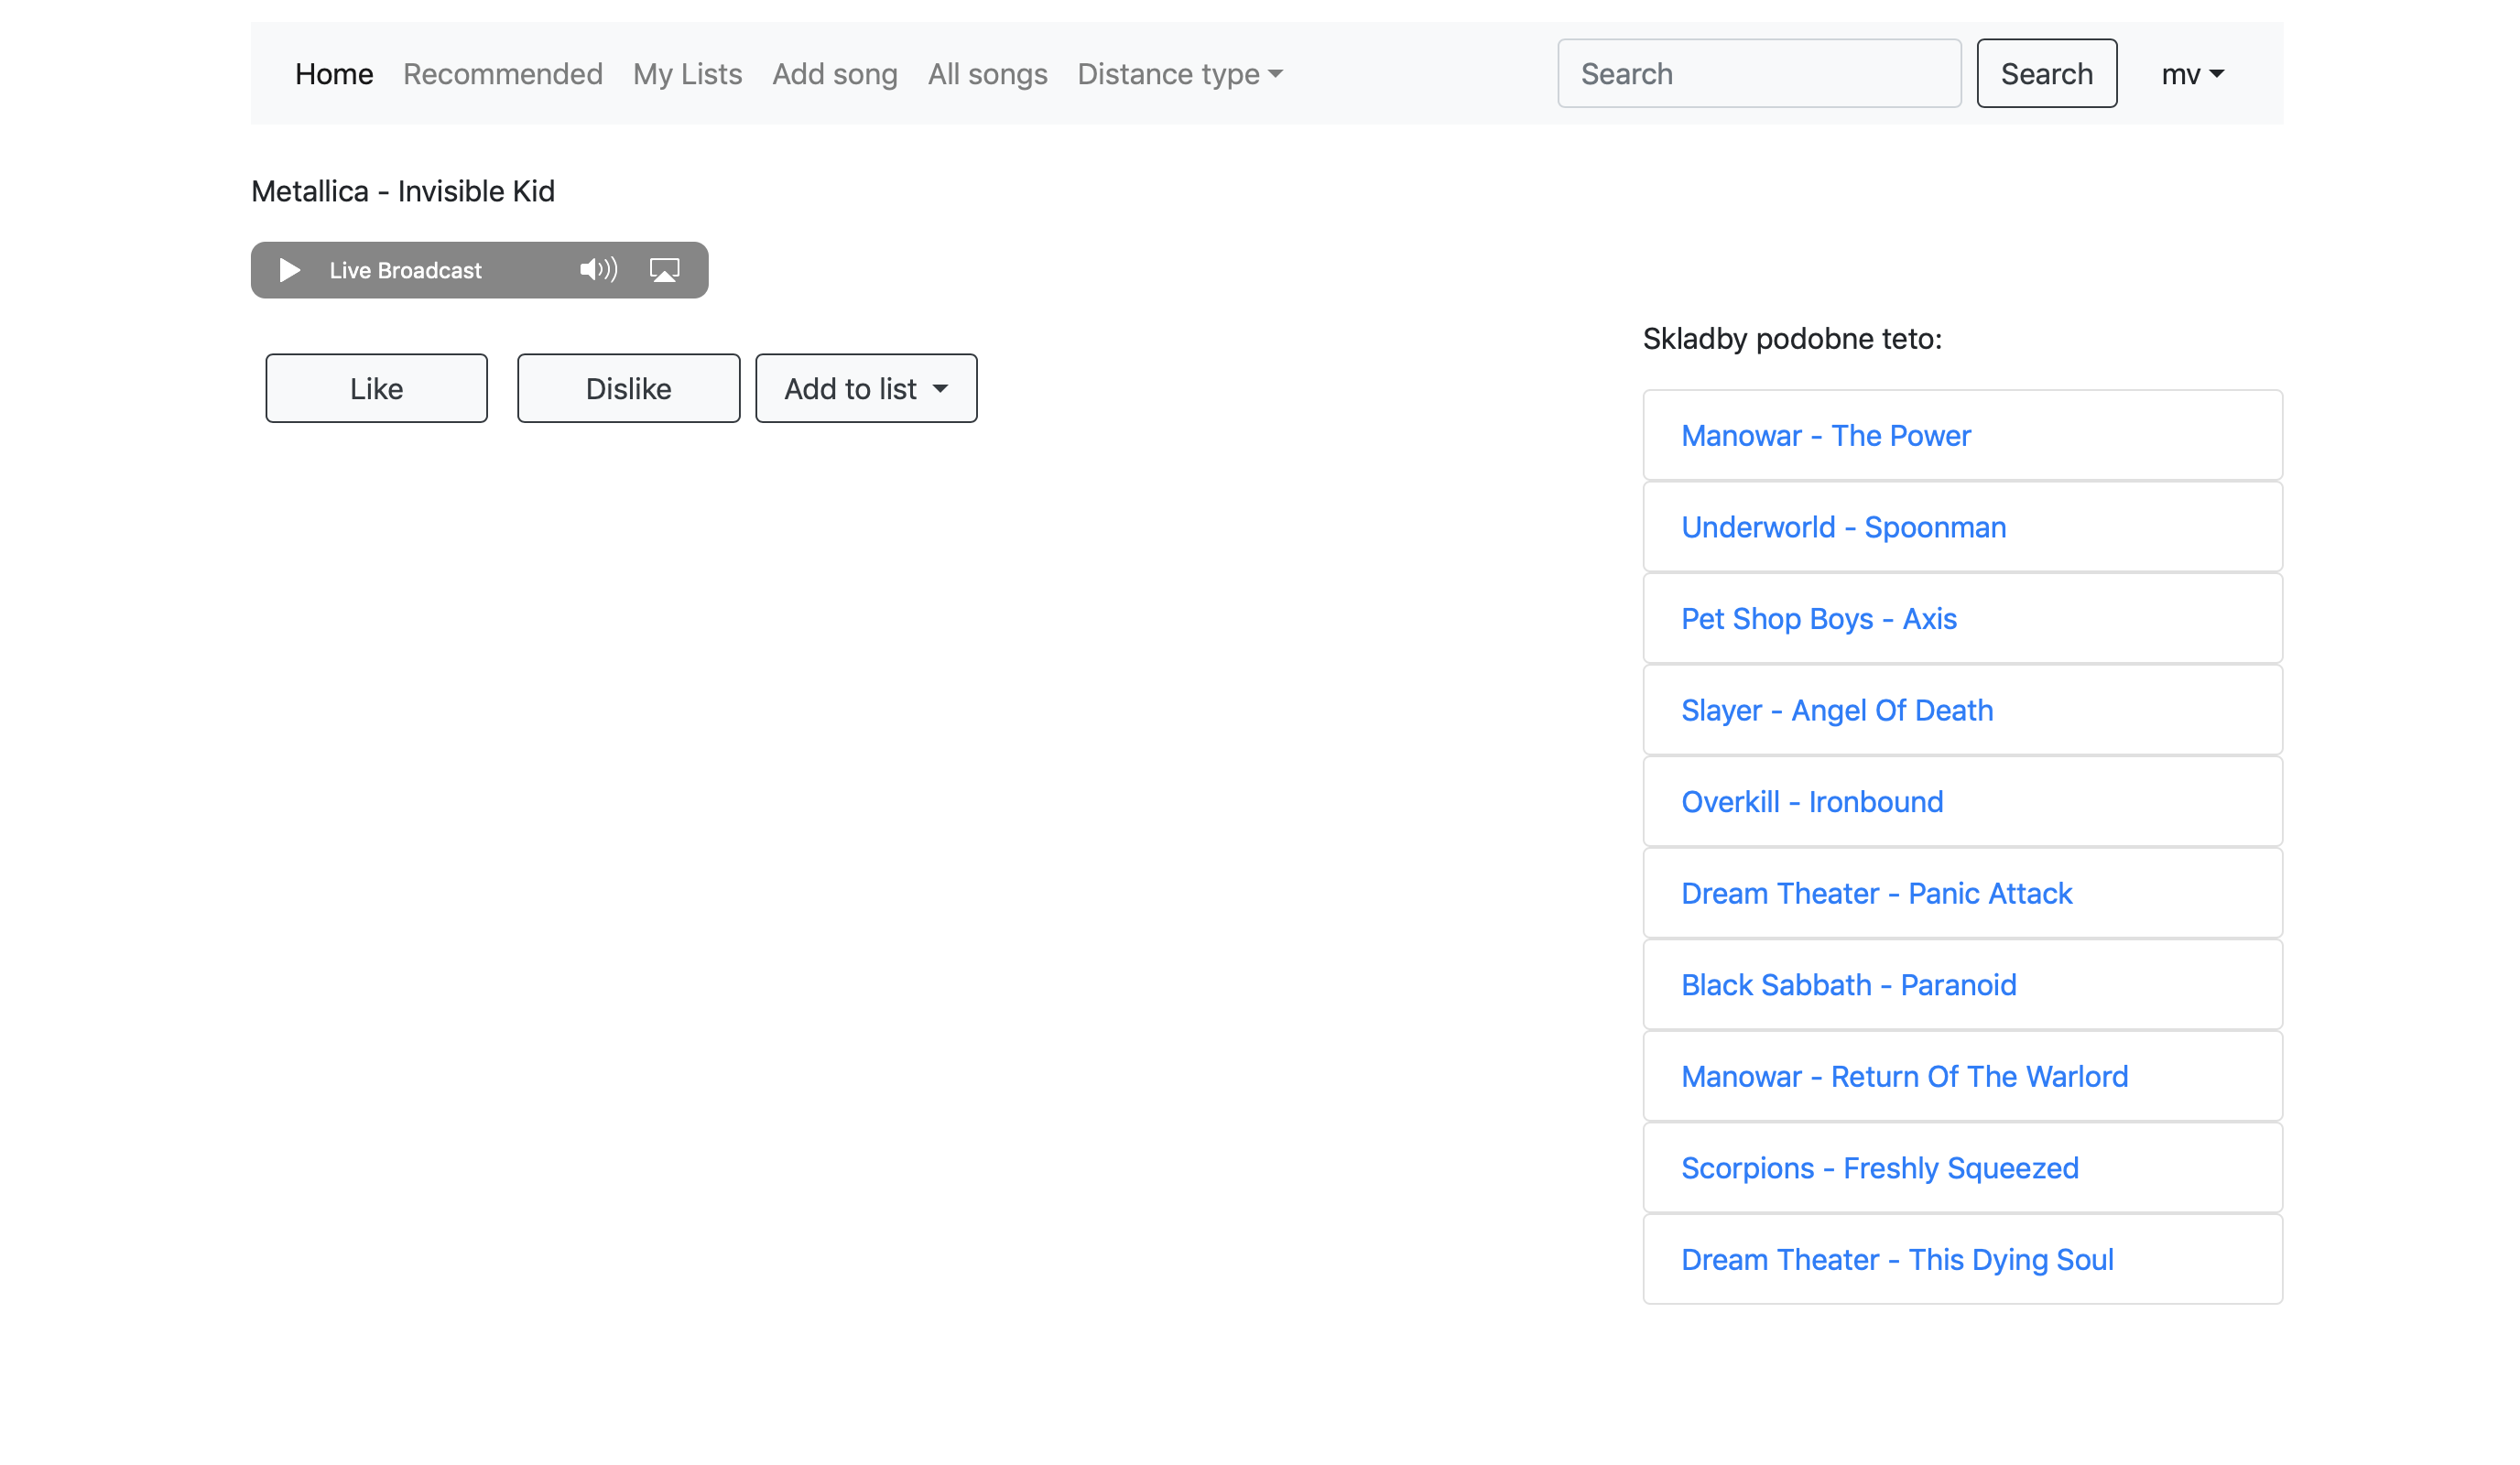 Home Recommended My Lists Add song All songs Distance type Search Search mv
Metallica - Invisible Kid
Live Broadcast
Like Dislike Add to list
Skladby podobne teto:
Manowar - The Power
Underworld - Spoonman
Pet Shop Boys - Axis
Slayer - Angel Of Death
Overkill - Ironbound
Dream Theater - Panic Attack
Black Sabbath - Paranoid
Manowar - Return Of The Warlord
Scorpions - Freshly Squeezed
Dream Theater - This Dying Soul